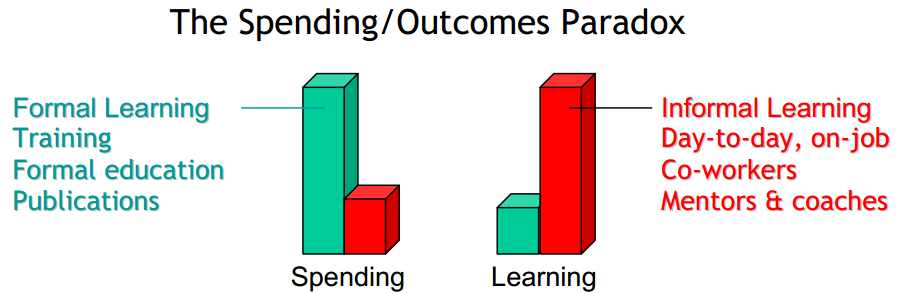 The Spending/Outcomes Paradox
Formal Learning
Training
Formal education
Publications
Informal Learning
Day-to-day, on-job
Co-workers
Mentors & coaches
Spending
Learning